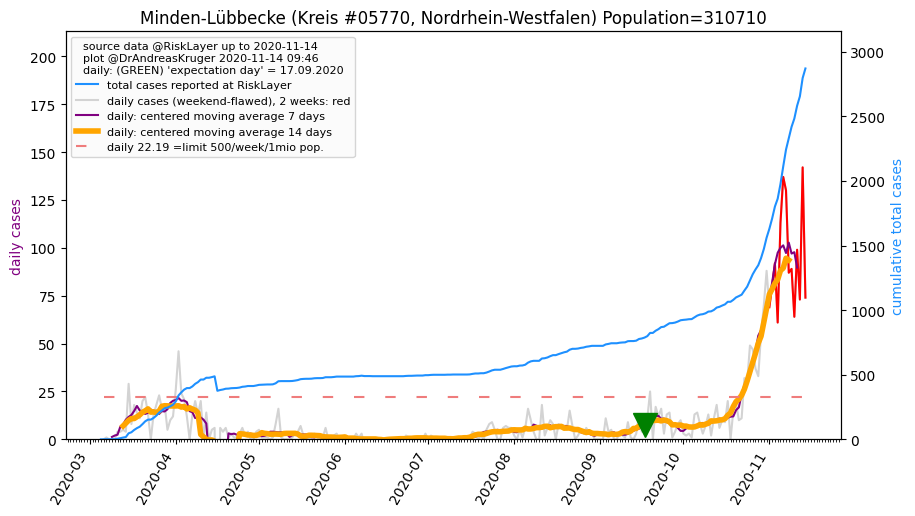 Minden-Lübbecke (Kreis #05770, Nordrhein-Westfalen) Population=310710
source data @RiskLayer up to 2020-11-14
plot @DrAndreasKruger 2020-11-14 09:46
daily: (GREEN) 'expectation day' = 17.09.2020
total cases reported at RiskLayer
daily cases (weekend-flawed), 2 weeks: red
daily: centered moving average 7 days
daily: centered moving average 14 days
daily 22.19 =limit 500/week/1mio pop.
daily cases
200
175
150
125
100
75
50
25
0
3000
2500
2000
1500
1000
500
0
cumulative total cases
2020-03
2020-04
2020-05
2020-06
2020-07
2020-08
2020-09
2020-10
2020-11